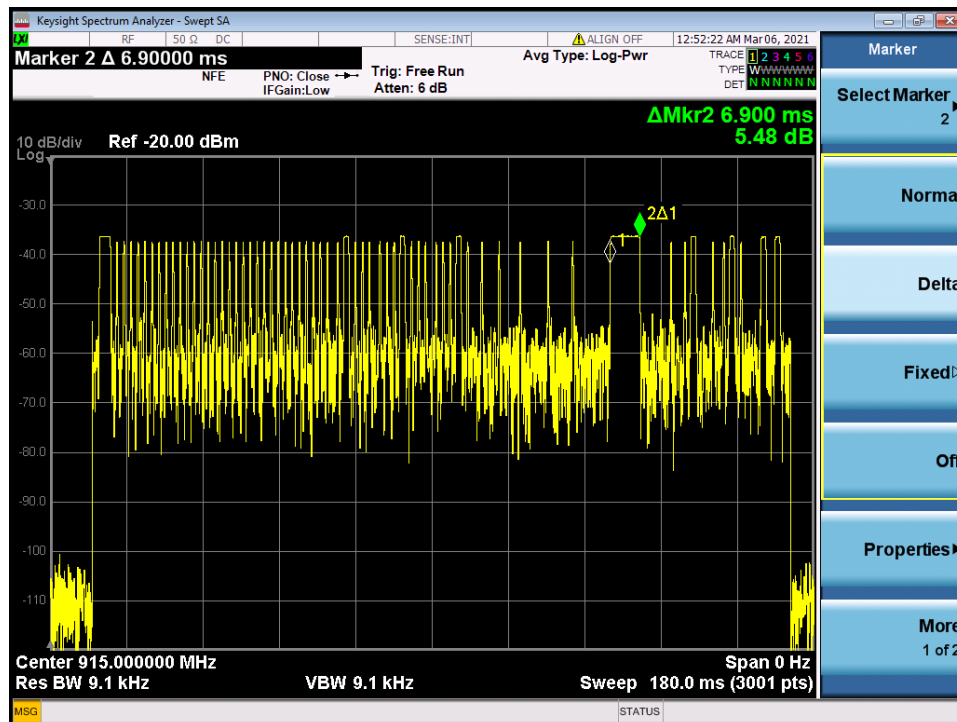 Keysight Spectrum Analyzer - Swept SA
LXI RF 50 Ω DC SENSE:INT ALIGN OFF 12:52:22 AM Mar 06, 2021
Marker 2 Δ 6.90000 ms
NFE
PNO: Close
IFGain:Low
Trig: Free Run
Atten: 6 dB
Avg Type: Log-Pwr
TRACE 1 2 3 4 5 6
TYPE WWWWWW
DET N N N N N N
ΔMkr2 6.900 ms
5.48 dB
10 dB/div
Log
Ref -20.00 dBm
-30.0
-40.0
-50.0
-60.0
-70.0
-80.0
-90.0
-100
-110
2Δ1
1
Center 915.000000 MHz
Span 0 Hz
Res BW 9.1 kHz
VBW 9.1 kHz
Sweep 180.0 ms (3001 pts)
MSG
STATUS
Marker
Select Marker
2
Norma
Delta
Fixed
Of
Properties
More
1 of 2